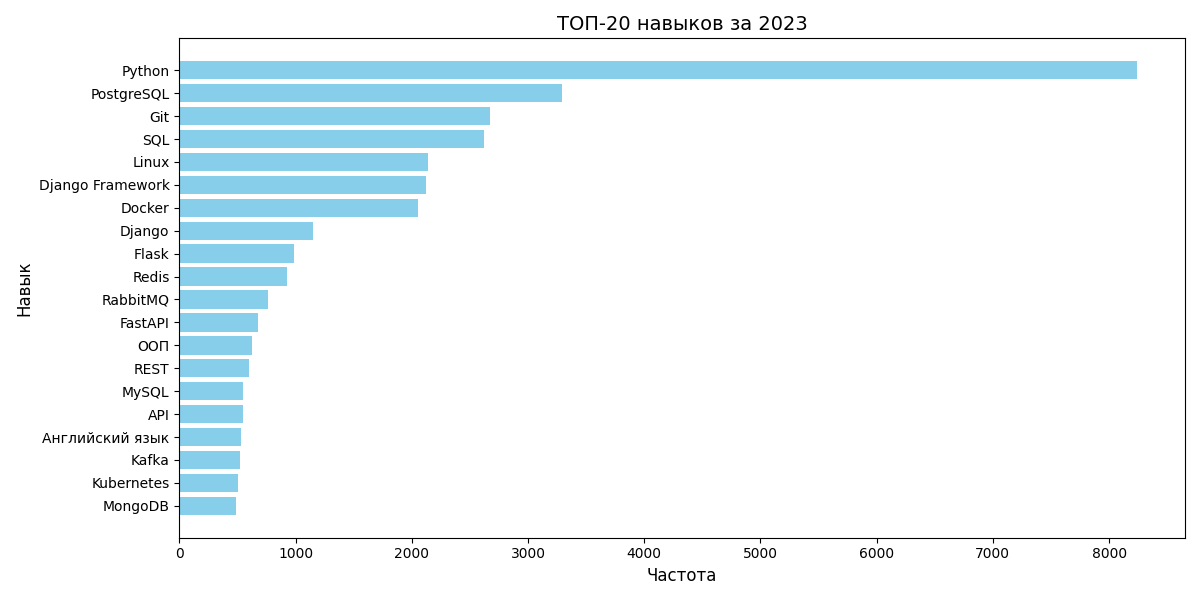 ТОП-20 навыков за 2023
Навык
Python
PostgreSQL
Git
SQL
Linux
Django Framework
Docker
Django
Flask
Redis
RabbitMQ
FastAPI
ООП
REST
MySQL
API
Английский язык
Kafka
Kubernetes
MongoDB
0 1000 2000 3000 4000 5000 6000 7000 8000
Частота